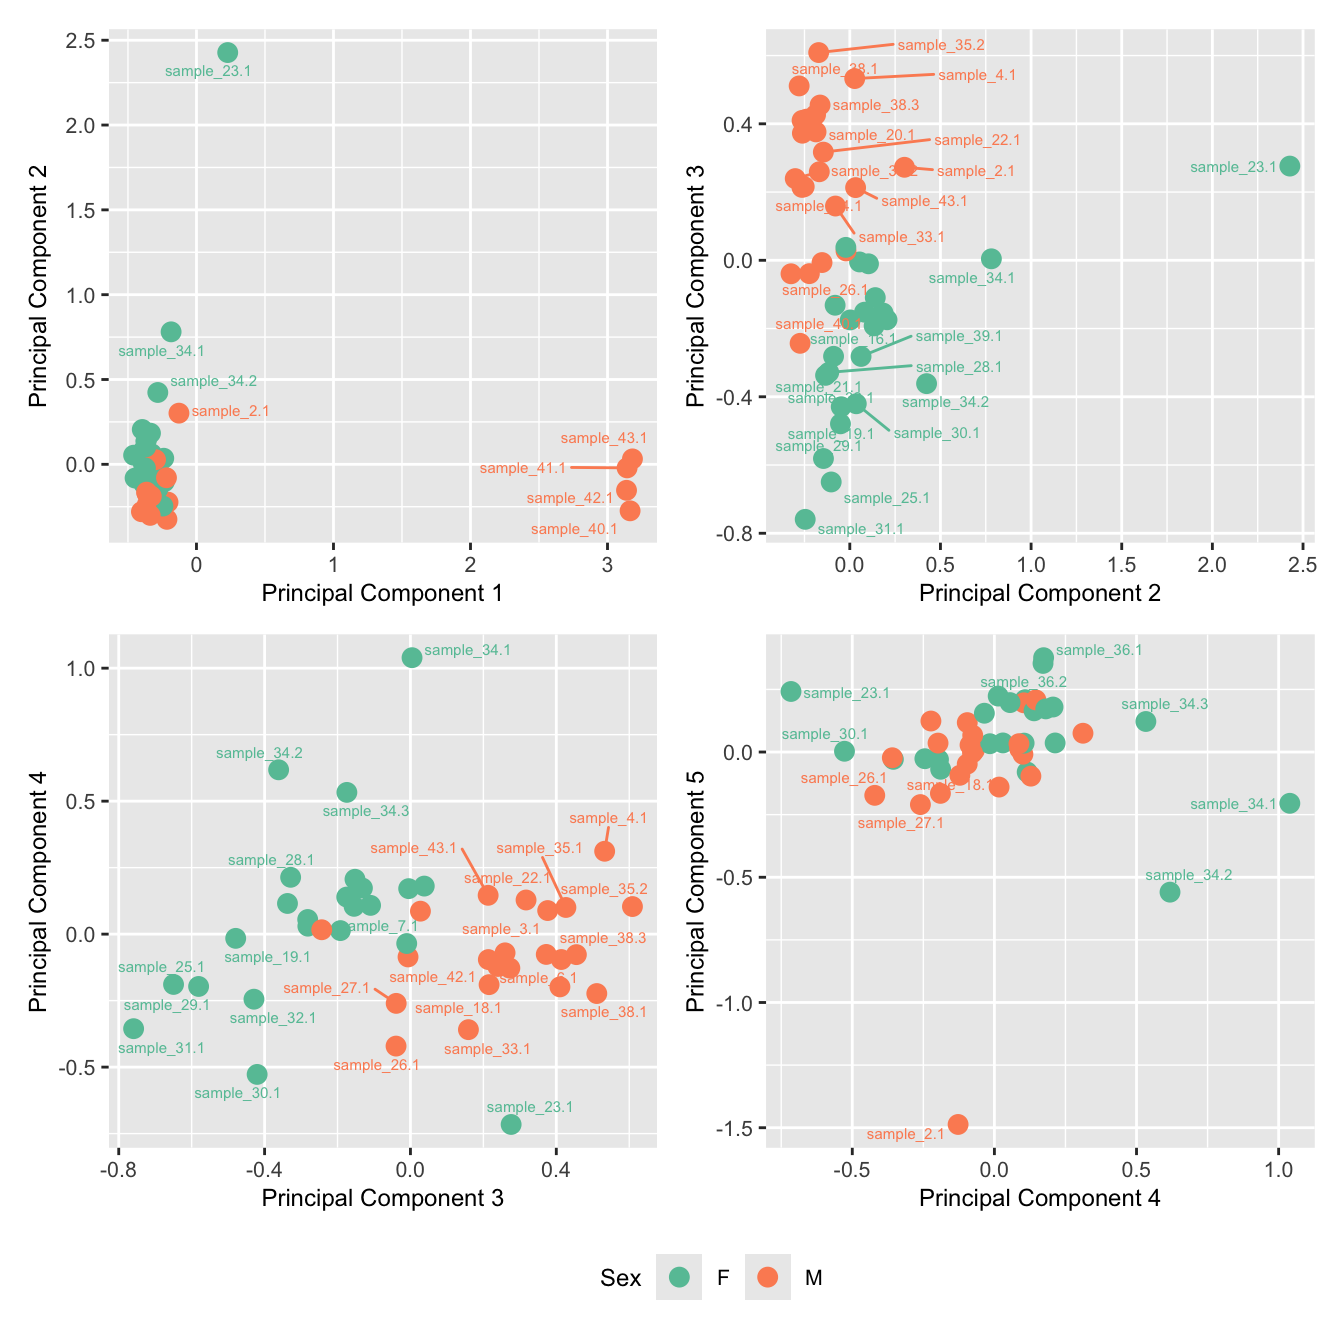 2.5
2.0
1.5
1.0
0.5
0.0
Principal Component 2
sample_23.1
sample_34.1
sample_34.2
sample_2.1
sample_43.1
sample_41.1
sample_42.1
sample_40.1
0 1 2 3
Principal Component 1
0.4
0.0
-0.4
-0.8
Principal Component 3
sample_35.2
sample_4.1
sample_38.3
sample_20.1
sample_22.1
sample_2.1
sample_23.1
sample_43.1
sample_33.1
sample_34.1
sample_26.1
sample_39.1
sample_28.1
sample_21.1
sample_34.2
sample_19.1
sample_30.1
sample_29.1
sample_25.1
sample_31.1
0.0 0.5 1.0 1.5 2.0 2.5
Principal Component 2
1.0
0.5
0.0
-0.5
Principal Component 4
sample_34.1
sample_34.2
sample_34.3
sample_4.1
sample_43.1
sample_35.1
sample_28.1
sample_22.1
sample_35.2
sample_7.1
sample_3.1
sample_38.3
sample_19.1
sample_25.1
sample_42.1
sample_27.1
sample_29.1
sample_18.1
sample_38.1
sample_32.1
sample_31.1
sample_33.1
sample_26.1
sample_30.1
sample_23.1
-0.8 -0.4 0.0 0.4
Principal Component 3
0.0
-0.5
-1.0
-1.5
Principal Component 5
sample_36.1
sample_36.2
sample_23.1
sample_34.3
sample_30.1
sample_26.1
sample_18.1
sample_34.1
sample_27.1
sample_34.2
sample_2.1
-0.5 0.0 0.5 1.0
Principal Component 4
Sex F M